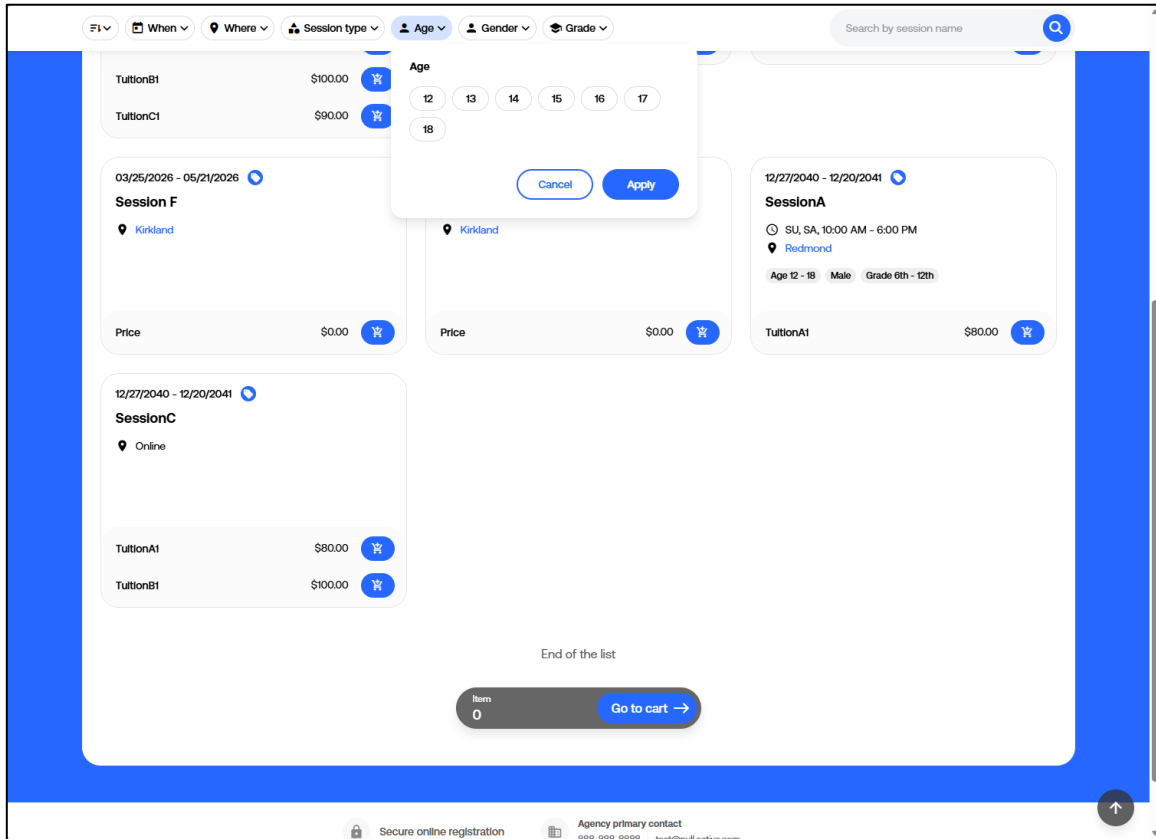 When
Where
Session type
Age
Gender
Grade
Search by session name
Age
12
13
14
15
16
17
18
Cancel
Apply
TuitionB1
$100.00
TuitionC1
$90.00
03/25/2026 - 05/21/2026
Session F
Kirkland
Price
$0.00
Kirkland
Price
$0.00
12/27/2040 - 12/20/2041
SessionA
SU, SA, 10:00 AM - 6:00 PM
Redmond
Age 12 - 18
Male
Grade 6th - 12th
TuitionA1
$80.00
12/27/2040 - 12/20/2041
SessionC
Online
TuitionA1
$80.00
TuitionB1
$100.00
End of the list
Item
0
Go to cart
Secure online registration
Agency primary contact